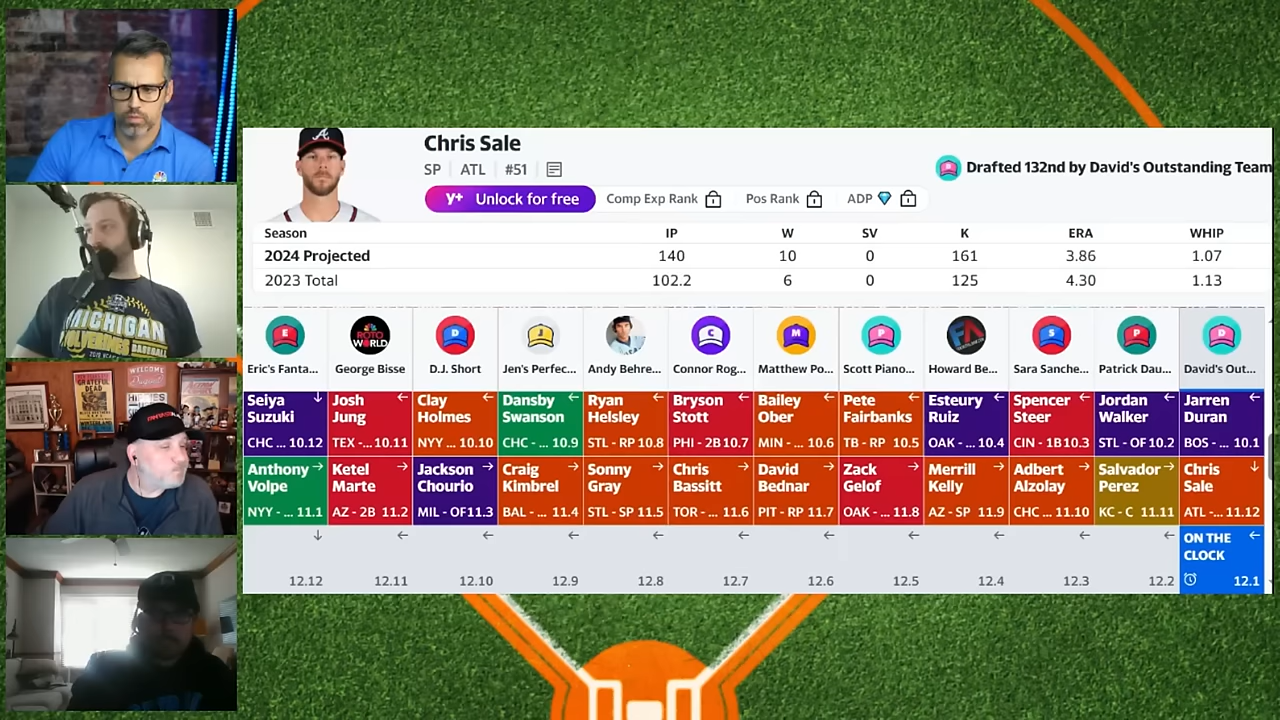 Chris Sale
SP ATL #51
Drafted 132nd by David's Outstanding Team
y+ Unlock for free Comp Exp Rank Pos Rank ADP
Season IP W SV K ERA WHIP
2024 Projected 140 10 0 161 3.86 1.07
2023 Total 102.2 6 0 125 4.30 1.13
E ROTO WORLD D J C M P FA S P D
Eric's Fanta... George Bisse D.J. Short Jen's Perfec... Andy Behre... Connor Rog... Matthew Po... Scott Piano... Howard Be... Sara Sanche... Patrick Dau... David's Out...
Seiya Suzuki CHC ... 10.12
Josh Jung TEX -... 10.11
Clay Holmes NYY -... 10.10
Dansby Swanson CHC - ... 10.9
Ryan Helsley STL - RP 10.8
Bryson Stott PHI - 2B 10.7
Bailey Ober MIN - ... 10.6
Pete Fairbanks TB - RP 10.5
Esteury Ruiz OAK - ... 10.4
Spencer Steer CIN - 1B 10.3
Jordan Walker STL - OF 10.2
Jarren Duran BOS - ... 10.1
Anthony Volpe NYY - ... 11.1
Ketel Marte AZ - 2B 11.2
Jackson Chourio MIL - OF 11.3
Craig Kimbrel BAL - ... 11.4
Sonny Gray STL - SP 11.5
Chris Bassitt TOR - ... 11.6
David Bednar PIT - RP 11.7
Zack Gelof OAK - ... 11.8
Merrill Kelly AZ - SP 11.9
Adbert Alzolay CHC ... 11.10
Salvador Perez KC - C 11.11
Chris Sale ATL -... 11.12
ON THE CLOCK
12.12 12.11 12.10 12.9 12.8 12.7 12.6 12.5 12.4 12.3 12.2 12.1
MICHIGAN
WOLVERINES
BASEBALL
WELCOME
GRATEFUL
DEAD